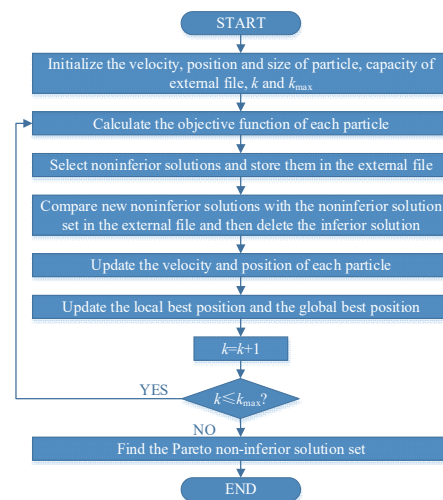 START
Initialize the velocity, position and size of particle, capacity of
external file, k and kmax
Calculate the objective function of each particle
Select noninferior solutions and store them in the external file
Compare new noninferior solutions with the noninferior solution
set in the external file and then delete the inferior solution
Update the velocity and position of each particle
Update the local best position and the global best position
k=k+1
YES
k≤kmax?
NO
Find the Pareto non-inferior solution set
END